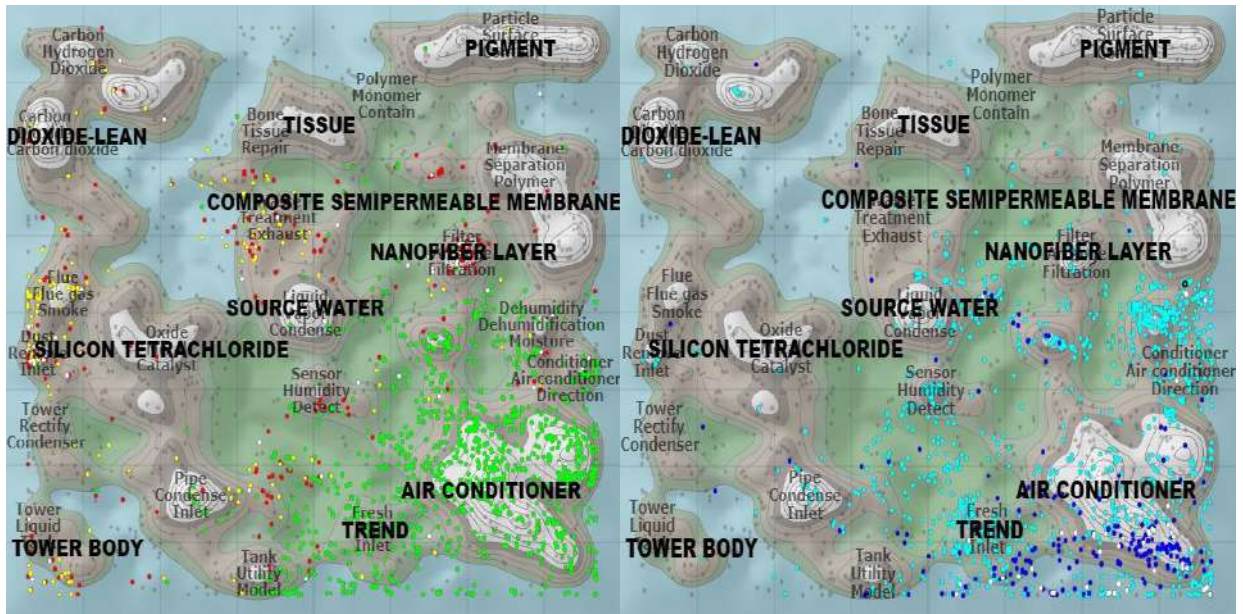 Carbon
Hydrogen
Dioxide
Particle
Surface
PIGMENT
Polymer
Monomer
Contain
Carbon
DIOXIDE-LEAN
Carbon dioxide
Bone
TISSUE
Tissue
Repair
Membrane
Separation
Polymer
COMPOSITE SEMIPERMEABLE MEMBRANE
Treatment
Exhaust
Filter
NANOFIBER LAYER
Filtration
Flue
Flue gas
Smoke
Liquid
SOURCE WATER
Vapor
Condense
Dehumidity
Dehumidification
Moisture
Dust
Oxide
SILICON TETRACHLORIDE
Inlet
Catalyst
Sensor
Humidity
Detect
Conditioner
Air conditioner
Direction
Tower
Rectify
Condenser
Pipe
Condense
Inlet
AIR CONDITIONER
Tower
Liquid
TOWER BODY
Fresh
TREND
Inlet
Tank
Utility
Model
Carbon
Hydrogen
Dioxide
Particle
Surface
PIGMENT
Polymer
Monomer
Contain
Carbon
DIOXIDE-LEAN
Carbon dioxide
Bone
TISSUE
Tissue
Repair
Membrane
Separation
Polymer
COMPOSITE SEMIPERMEABLE MEMBRANE
Treatment
Exhaust
Filter
NANOFIBER LAYER
Filtration
Flue
Flue gas
Smoke
Liquid
SOURCE WATER
Vapor
Condense
Dust
Oxide
SILICON TETRACHLORIDE
Inlet
Catalyst
Sensor
Humidity
Detect
Conditioner
Air conditioner
Direction
Tower
Rectify
Condenser
Pipe
Condense
Inlet
AIR CONDITIONER
Tower
Liquid
TOWER BODY
Fresh
TREND
Inlet
Tank
Utility
Model